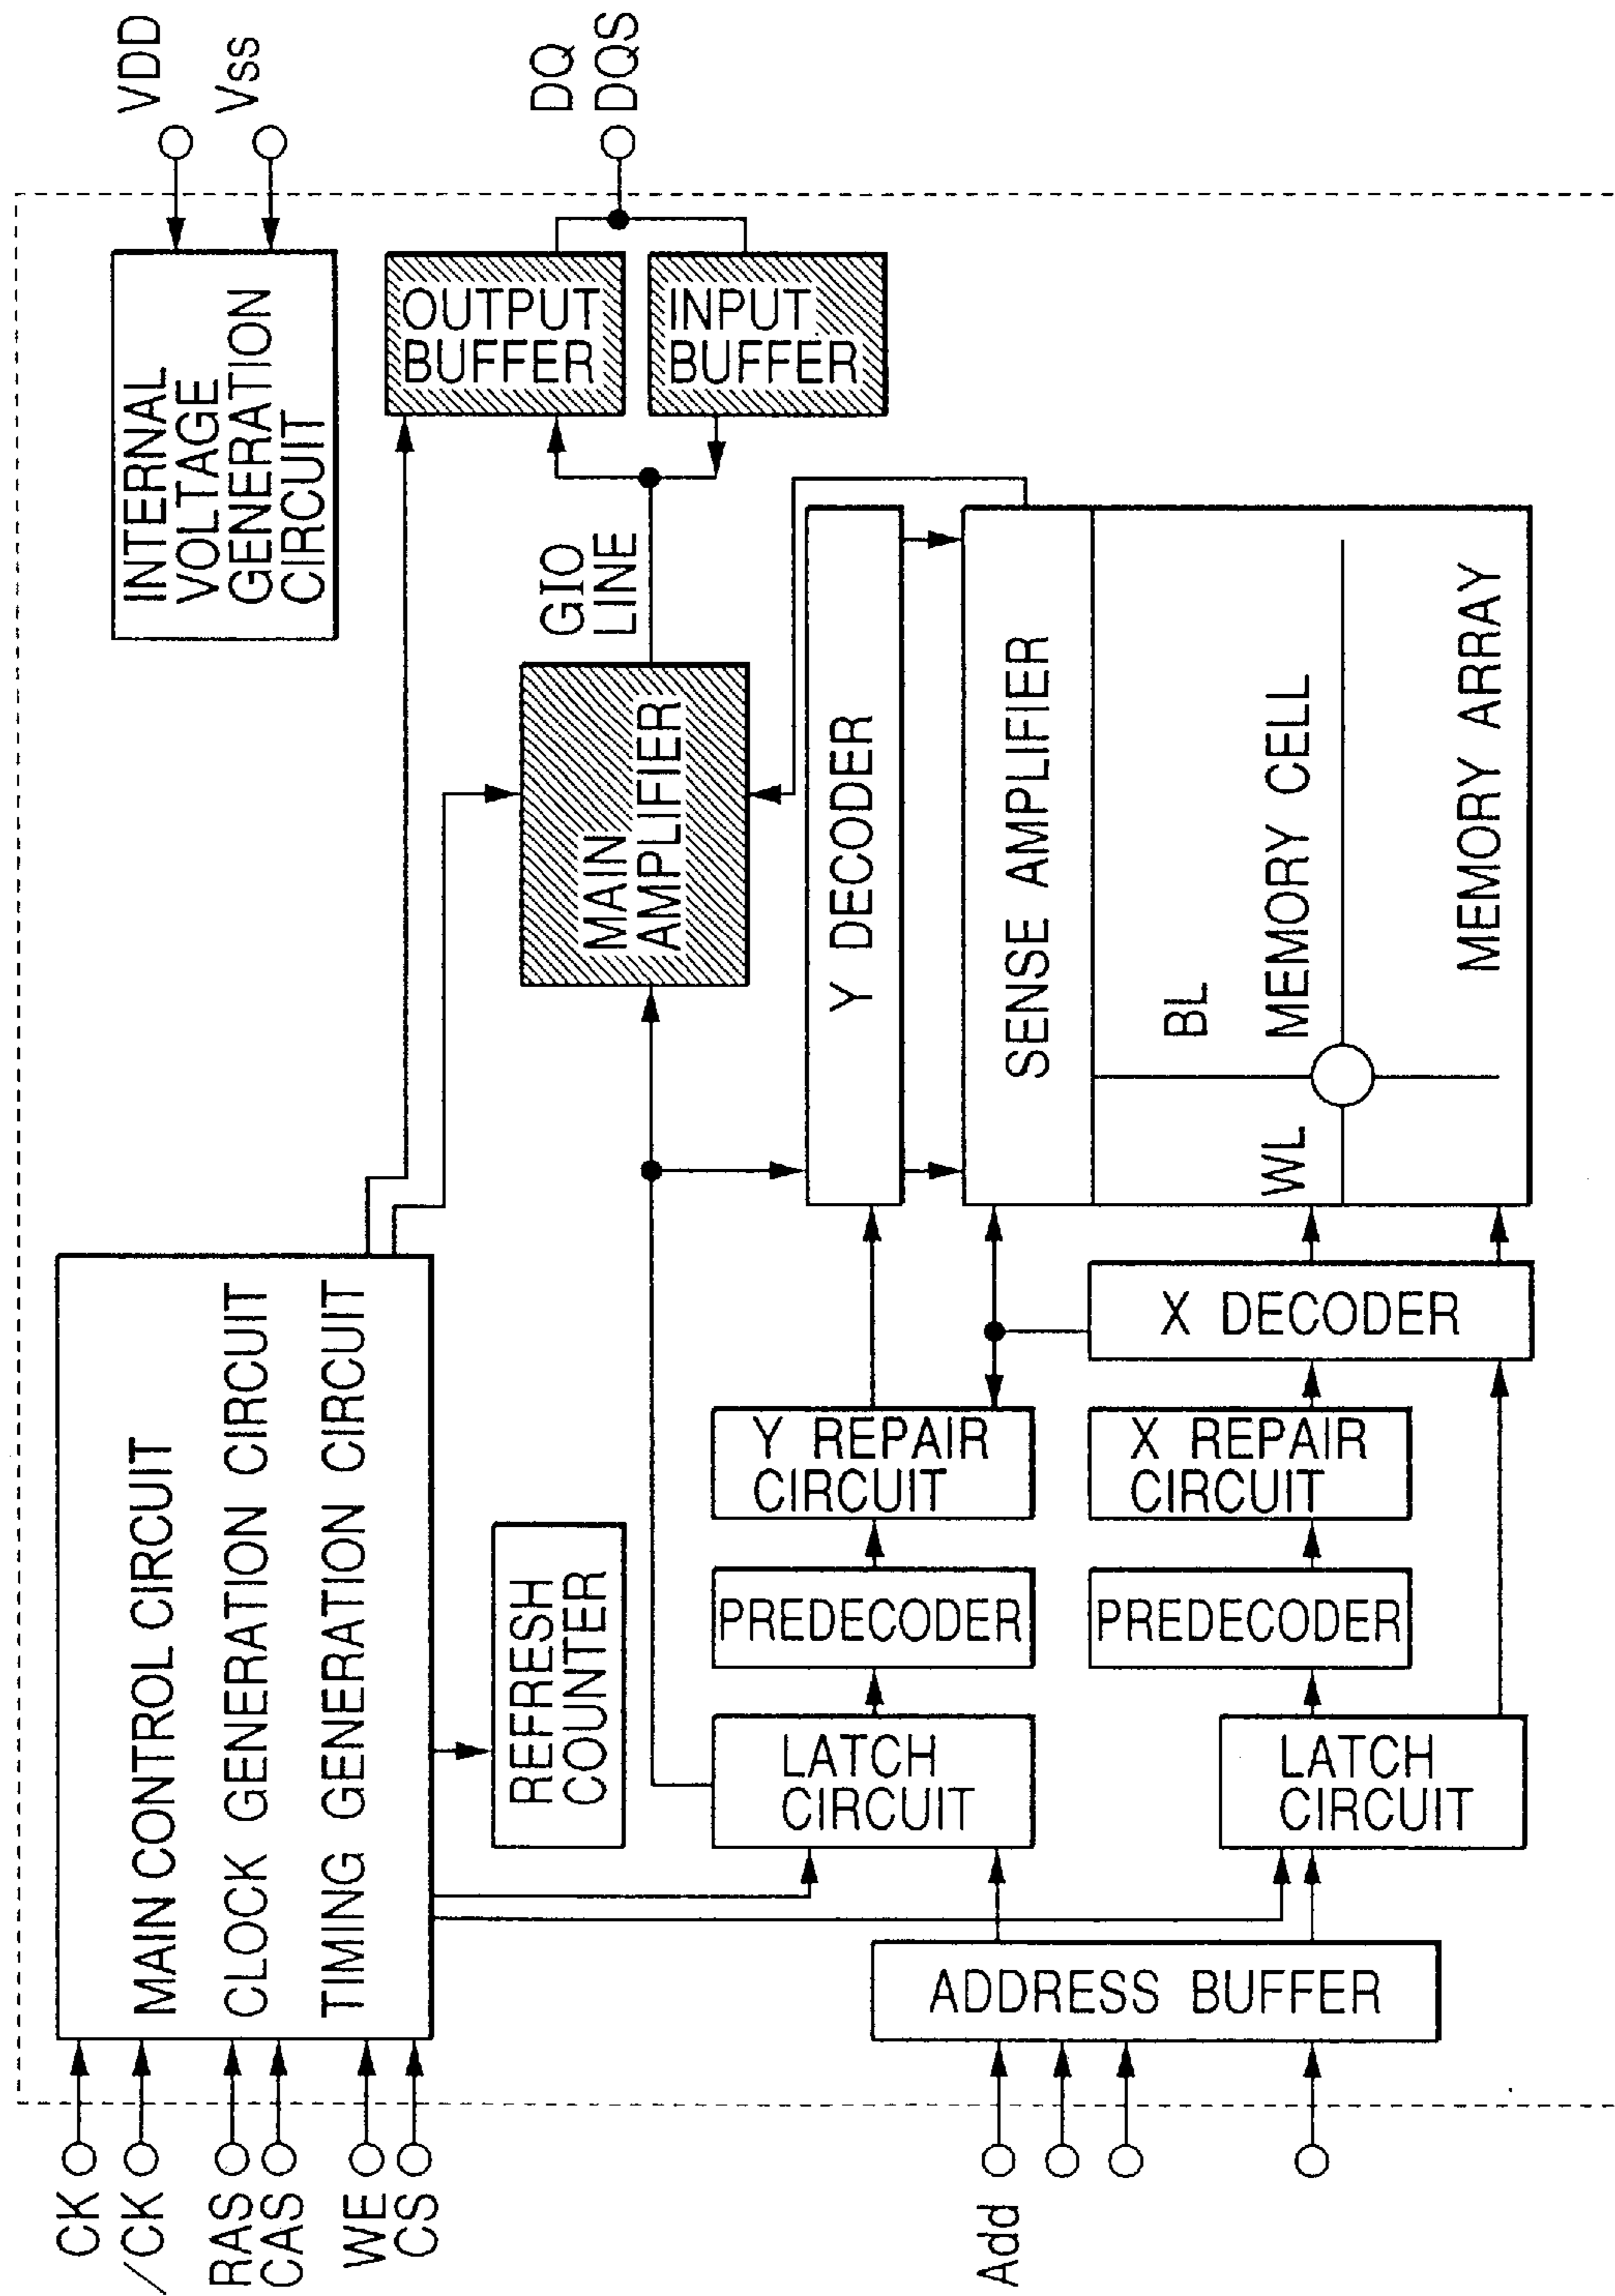 CK
/CK
RAS
CAS
WE
CS
MAIN CONTROL CIRCUIT
CLOCK GENERATION CIRCUIT
TIMING GENERATION CIRCUIT
INTERNAL
VOLTAGE
GENERATION
CIRCUIT
VDD
Vss
REFRESH
COUNTER
MAIN
AMPLIFIER
GIO
LINE
OUTPUT
BUFFER
INPUT
BUFFER
DQ
DQS
Add
ADDRESS BUFFER
LATCH
CIRCUIT
PREDECODER
Y REPAIR
CIRCUIT
Y DECODER
SENSE AMPLIFIER
LATCH
CIRCUIT
PREDECODER
X REPAIR
CIRCUIT
X DECODER
BL
WL
MEMORY CELL
MEMORY ARRAY